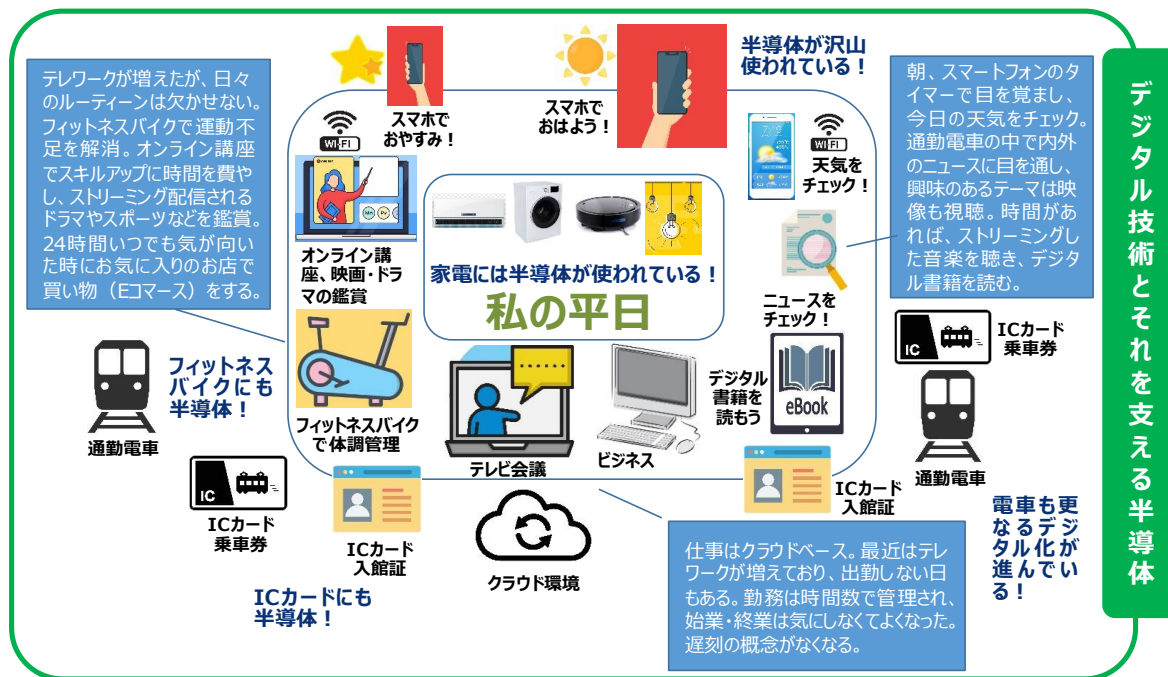 デジタル技術とそれを支える半導体
半導体が沢山
使われている！
スマホで
おはよう！
スマホで
おやすみ！
朝、スマートフォンのタ
イマーで目を覚まし、
今日の天気をチェック。
通勤電車の中で内外
のニュースに目を通し、
興味のあるテーマは映
像も視聴。時間があ
れば、ストリーミングし
た音楽を聴き、デジタ
ル書籍を読む。
Wi-Fi
天気を
チェック！
ニュースを
チェック！
eBook
デジタル
書籍を
読もう
IC
ICカード
乗車券
通勤電車
電車も更
なるデジ
タル化が
進んでい
る！
ICカード
入館証
ビジネス
テレビ会議
クラウド環境
仕事はクラウドベース。最近はテレ
ワークが増えており、出勤しない日
もある。勤務は時間数で管理され、
始業・終業は気にしなくてよくなった。
遅刻の概念がなくなる。
家電には半導体が使われている！
私の平日
テレワークが増えたが、日々
のルーティーンは欠かせない。
フィットネスバイクで運動不
足を解消。オンライン講座
でスキルアップに時間を費や
し、ストリーミング配信される
ドラマやスポーツなどを鑑賞。
24時間いつでも気が向い
た時にお気に入りのお店で
買い物（Eコマース）をする。
Wi-Fi
オンライン講
座、映画・ドラ
マの鑑賞
フィットネスバイク
で体調管理
フィットネス
バイクにも
半導体！
通勤電車
IC
ICカード
乗車券
ICカード
入館証
ICカードにも
半導体！